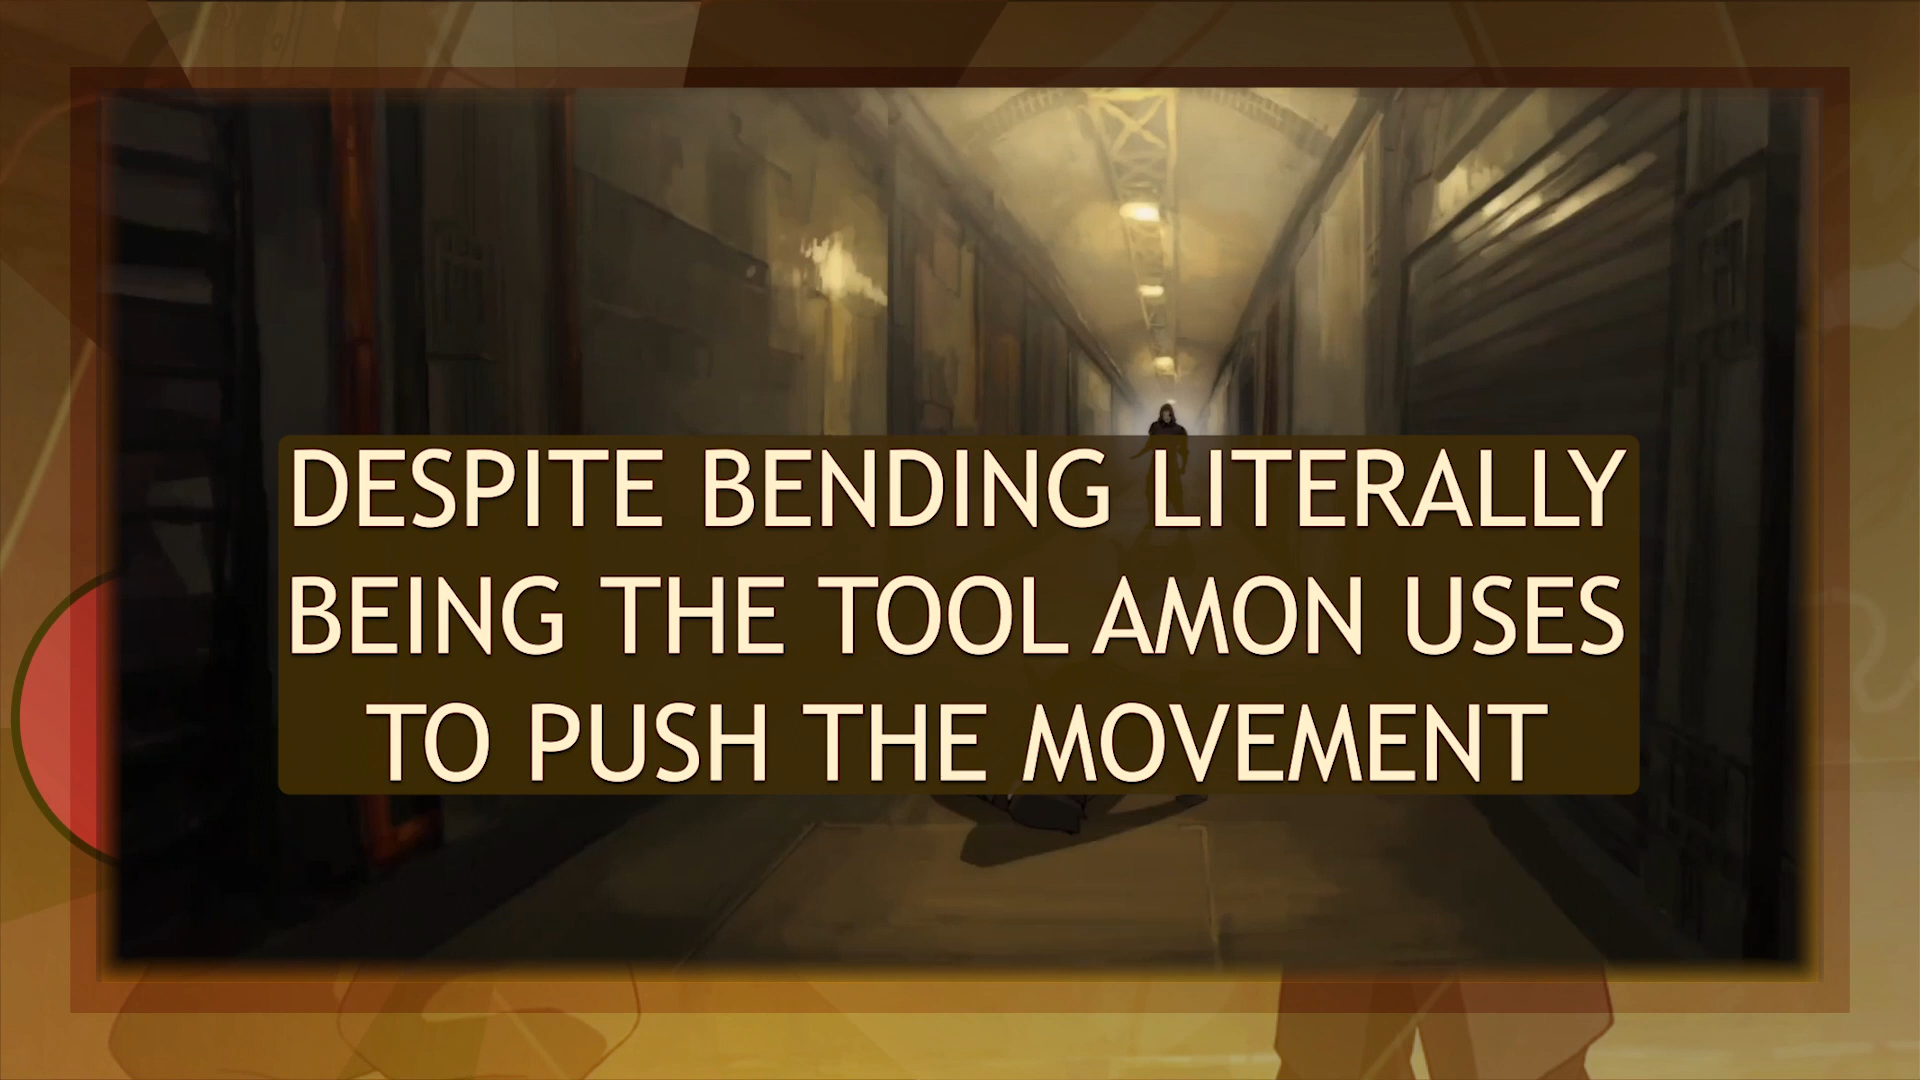 DESPITE BENDING LITERALLY
BEING THE TOOL AMON USES
TO PUSH THE MOVEMENT